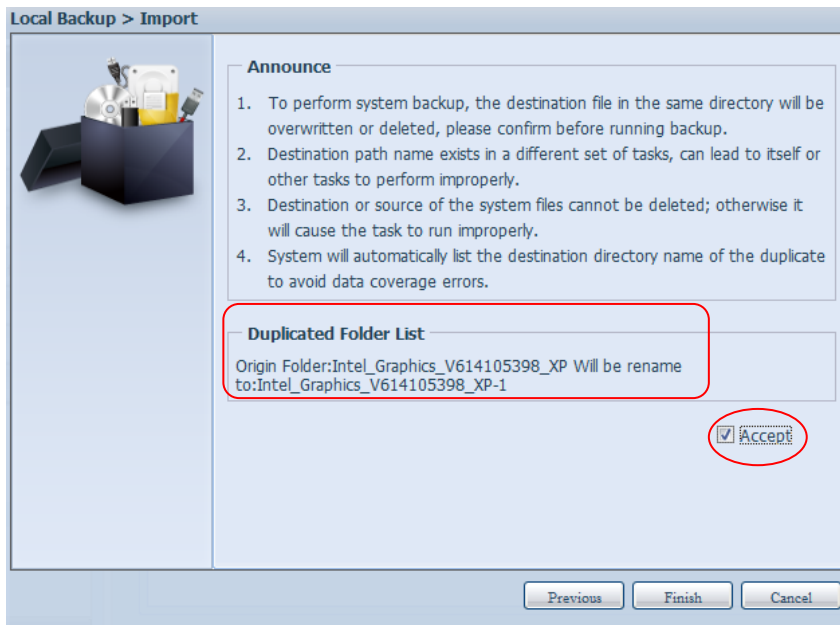 Local Backup > Import
Announce
1. To perform system backup, the destination file in the same directory will be
overwritten or deleted, please confirm before running backup.
2. Destination path name exists in a different set of tasks, can lead to itself or
other tasks to perform improperly.
3. Destination or source of the system files cannot be deleted; otherwise it
will cause the task to run improperly.
4. System will automatically list the destination directory name of the duplicate
to avoid data coverage errors.
Duplicated Folder List
Origin Folder:Intel_Graphics_V614105398_XP Will be rename
to:Intel_Graphics_V614105398_XP-1
Accept
Previous Finish Cancel